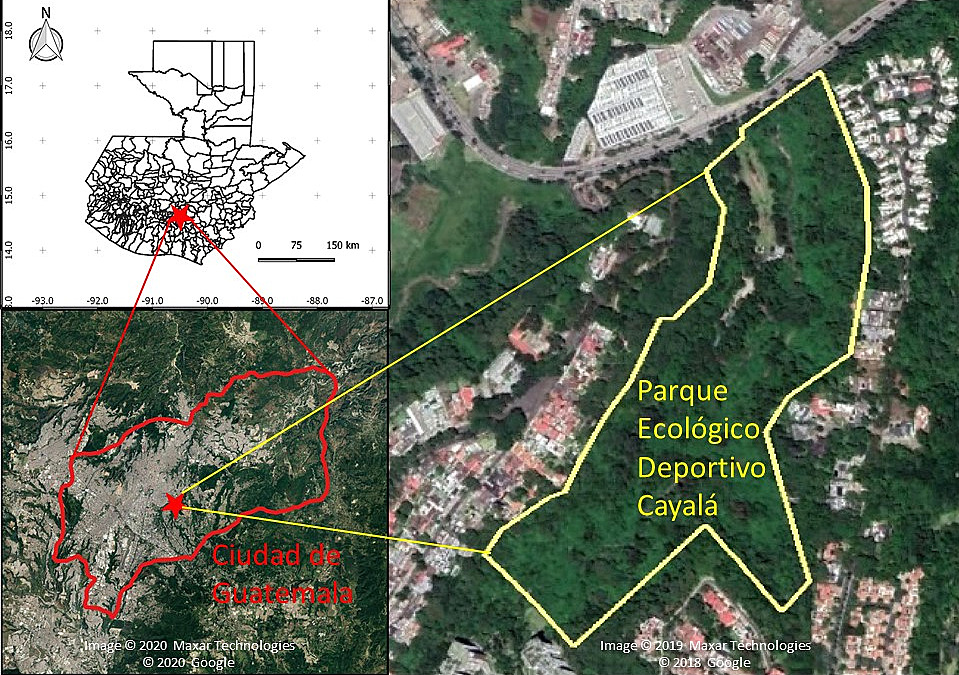 N
18.0
17.0
16.0
15.0
14.0
3.0
0 75 150 km
-93.0 -92.0 -91.0 -90.0 -89.0 -88.0 -87.0
Ciudad de
Guatemala
Image © 2020 Maxar Technologies
© 2020 Google
Parque
Ecológico
Deportivo
Cayalá
Image © 2019 Maxar Technologies
© 2018 Google